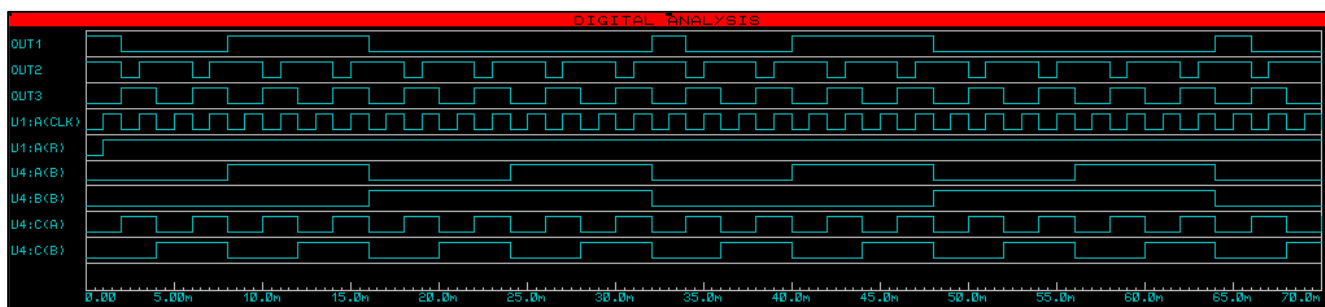 DIGITAL ANALYSIS
OUT1
OUT2
OUT3
U1:A(CLK)
U1:A(R)
U4:A(B)
U4:B(B)
U4:C(A)
U4:C(B)
0.00 5.00m 10.0m 15.0m 20.0m 25.0m 30.0m 35.0m 40.0m 45.0m 50.0m 55.0m 60.0m 65.0m 70.0m